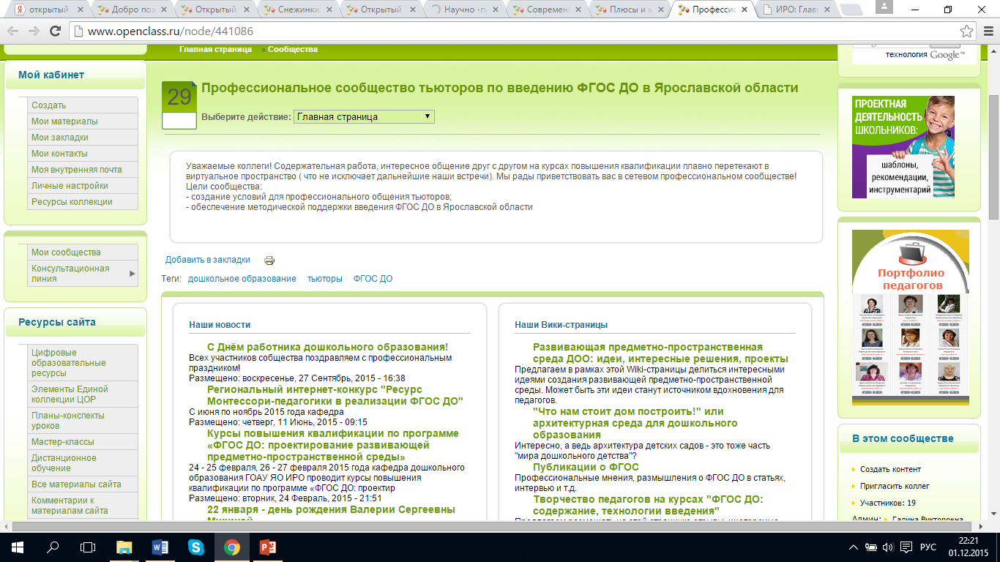 открытый
Добро пож
Открытый
Снежинки
Открытый
Научно -пр
Современ
Плюсы и м
Професси
ИРО: Глав
www.openclass.ru/node/441086
Главная страница » Сообщества
технология Google™
Мой кабинет
Создать
Мои материалы
Мои закладки
Мои контакты
Моя внутренняя почта
Личные настройки
Ресурсы коллекции
Мои сообщества
Консультационная
линия
Ресурсы сайта
Цифровые
образовательные
ресурсы
Элементы Единой
коллекции ЦОР
Планы-конспекты
уроков
Мастер-классы
Дистанционное
обучение
Все материалы сайта
Комментарии к
материалам сайта
29
Профессиональное сообщество тьюторов по введению ФГОС ДО в Ярославской области
Выберите действие: Главная страница
Уважаемые коллеги! Содержательная работа, интересное общение друг с другом на курсах повышения квалификации плавно перетекают в
виртуальное пространство ( что не исключает дальнейшие наши встречи). Мы рады приветствовать вас в сетевом профессиональном сообществе!
Цели сообщества:
- создание условий для профессионального общения тьюторов;
- обеспечение методической поддержки введения ФГОС ДО в Ярославской области
Добавить в закладки
Теги: дошкольное образование тьюторы ФГОС ДО
Наши новости
С Днём работника дошкольного образования!
Всех участников собщества поздравляем с профессиональным
праздником!
Размещено: воскресенье, 27 Сентябрь, 2015 - 16:38
Региональный интернет-конкурс "Ресурс
Монтессори-педагогики в реализации ФГОС ДО"
С июня по ноябрь 2015 года кафедра
Размещено: четверг, 11 Июнь, 2015 - 09:15
Курсы повышения квалификации по программе
«ФГОС ДО: проектирование развивающей
предметно-пространственной среды»
24 - 25 февраля, 26 - 27 февраля 2015 года кафедра дошкольного
образования ГОАУ ЯО ИРО проводит курсы повышения
квалификации по программе «ФГОС ДО: проектир
Размещено: вторник, 24 Февраль, 2015 - 21:51
22 января - день рождения Валерии Сергеевны
Мухиной
Наши Вики-страницы
Развивающая предметно-пространственная
среда ДОО: идеи, интересные решения, проекты
Предлагаем в рамках этой Wiki-страницы делиться интересными
идеями создания развивающей предметно-пространственной
среды. Может быть эти идеи станут источником вдохновения для
педагогов.
"Что нам стоит дом построить!" или
архитектурная среда для дошкольного
образования
Интересно, а ведь архитектура детских садов - это тоже часть
"мира дошкольного детства"?
Публикации о ФГОС
Профессиональные мнения, размышления о ФГОС ДО в статьях,
интервью и т.д.
Творчество педагогов на курсах "ФГОС ДО:
содержание, технологии введения"
ПРОЕКТНАЯ
ДЕЯТЕЛЬНОСТЬ
ШКОЛЬНИКОВ:
шаблоны,
рекомендации,
инструментарий
Портфолио
педагогов
В этом сообществе
Создать контент
Пригласить коллег
Участников: 19
Админ: Галина Викторовна
РУС
22:21
01.12.2015